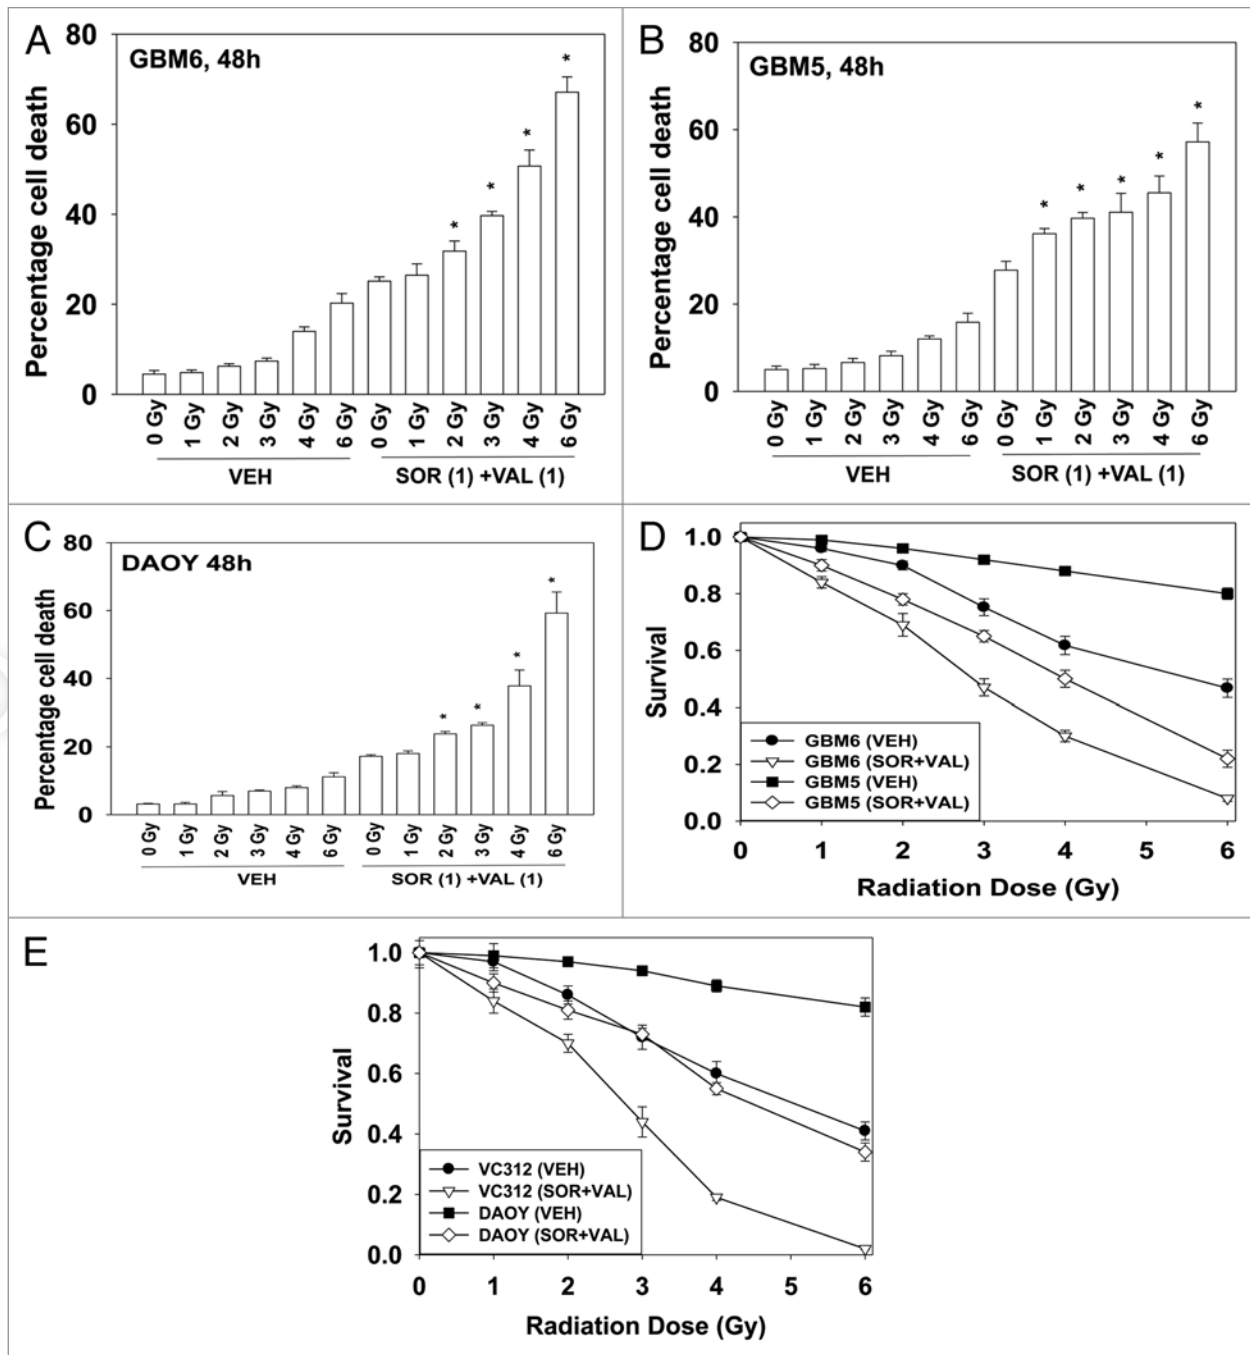 A
GBM6, 48h
Percentage cell death
80
60
40
20
0
* * * *
0 Gy 1 Gy 2 Gy 3 Gy 4 Gy 6 Gy 0 Gy 1 Gy 2 Gy 3 Gy 4 Gy 6 Gy
VEH SOR (1) +VAL (1)
B
GBM5, 48h
Percentage cell death
80
60
40
20
0
* * * * *
0 Gy 1 Gy 2 Gy 3 Gy 4 Gy 6 Gy 0 Gy 1 Gy 2 Gy 3 Gy 4 Gy 6 Gy
VEH SOR (1) +VAL (1)
C
DAOY 48h
Percentage cell death
80
60
40
20
0
* * * *
0 Gy 1 Gy 2 Gy 3 Gy 4 Gy 6 Gy 0 Gy 1 Gy 2 Gy 3 Gy 4 Gy 6 Gy
VEH SOR (1) +VAL (1)
D
Survival
1.0
0.8
0.6
0.4
0.2
0.0
GBM6 (VEH)
GBM6 (SOR+VAL)
GBM5 (VEH)
GBM5 (SOR+VAL)
0 1 2 3 4 5 6
Radiation Dose (Gy)
E
Survival
1.0
0.8
0.6
0.4
0.2
0.0
VC312 (VEH)
VC312 (SOR+VAL)
DAOY (VEH)
DAOY (SOR+VAL)
0 1 2 3 4 5 6
Radiation Dose (Gy)